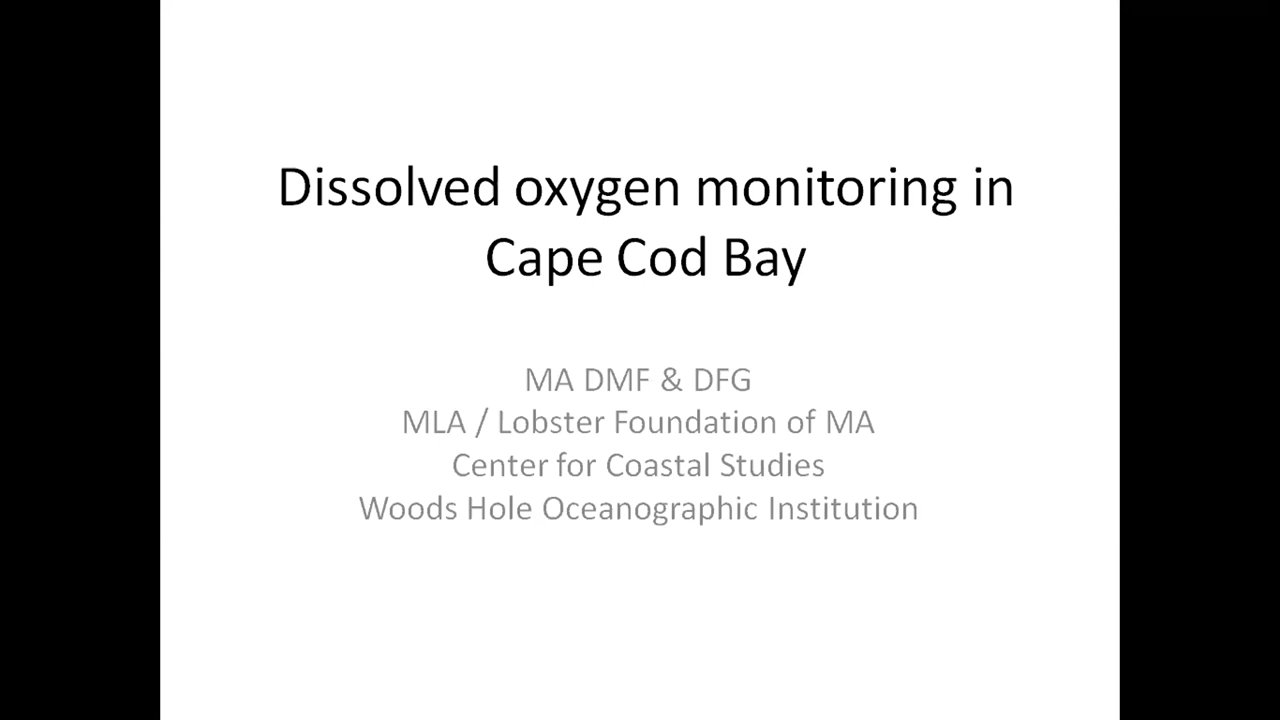 Dissolved oxygen monitoring in
Cape Cod Bay
MA DMF & DFG
MLA / Lobster Foundation of MA
Center for Coastal Studies
Woods Hole Oceanographic Institution